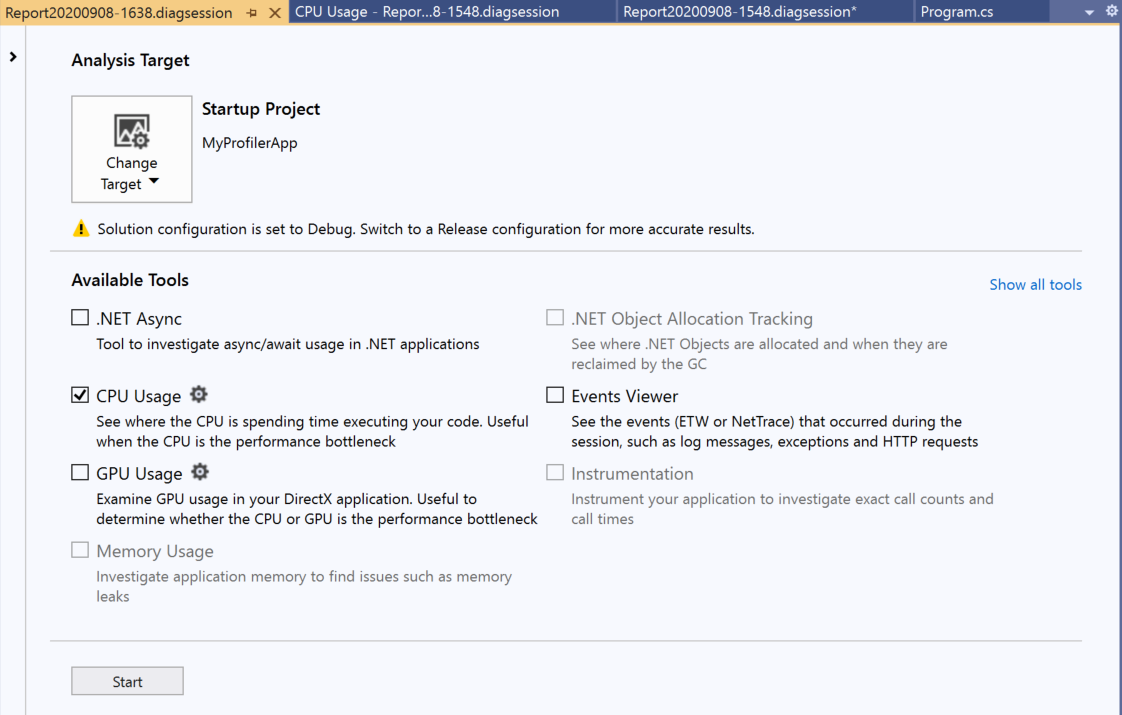 Report20200908-1638.diagsession
CPU Usage - Repor...8-1548.diagsession
Report20200908-1548.diagsession*
Program.cs
Analysis Target
Change
Target
Startup Project
MyProfilerApp
Solution configuration is set to Debug. Switch to a Release configuration for more accurate results.
Available Tools
Show all tools
.NET Async
Tool to investigate async/await usage in .NET applications
.NET Object Allocation Tracking
See where .NET Objects are allocated and when they are
reclaimed by the GC
CPU Usage
See where the CPU is spending time executing your code. Useful
when the CPU is the performance bottleneck
Events Viewer
See the events (ETW or NetTrace) that occurred during the
session, such as log messages, exceptions and HTTP requests
GPU Usage
Examine GPU usage in your DirectX application. Useful to
determine whether the CPU or GPU is the performance bottleneck
Instrumentation
Instrument your application to investigate exact call counts and
call times
Memory Usage
Investigate application memory to find issues such as memory
leaks
Start